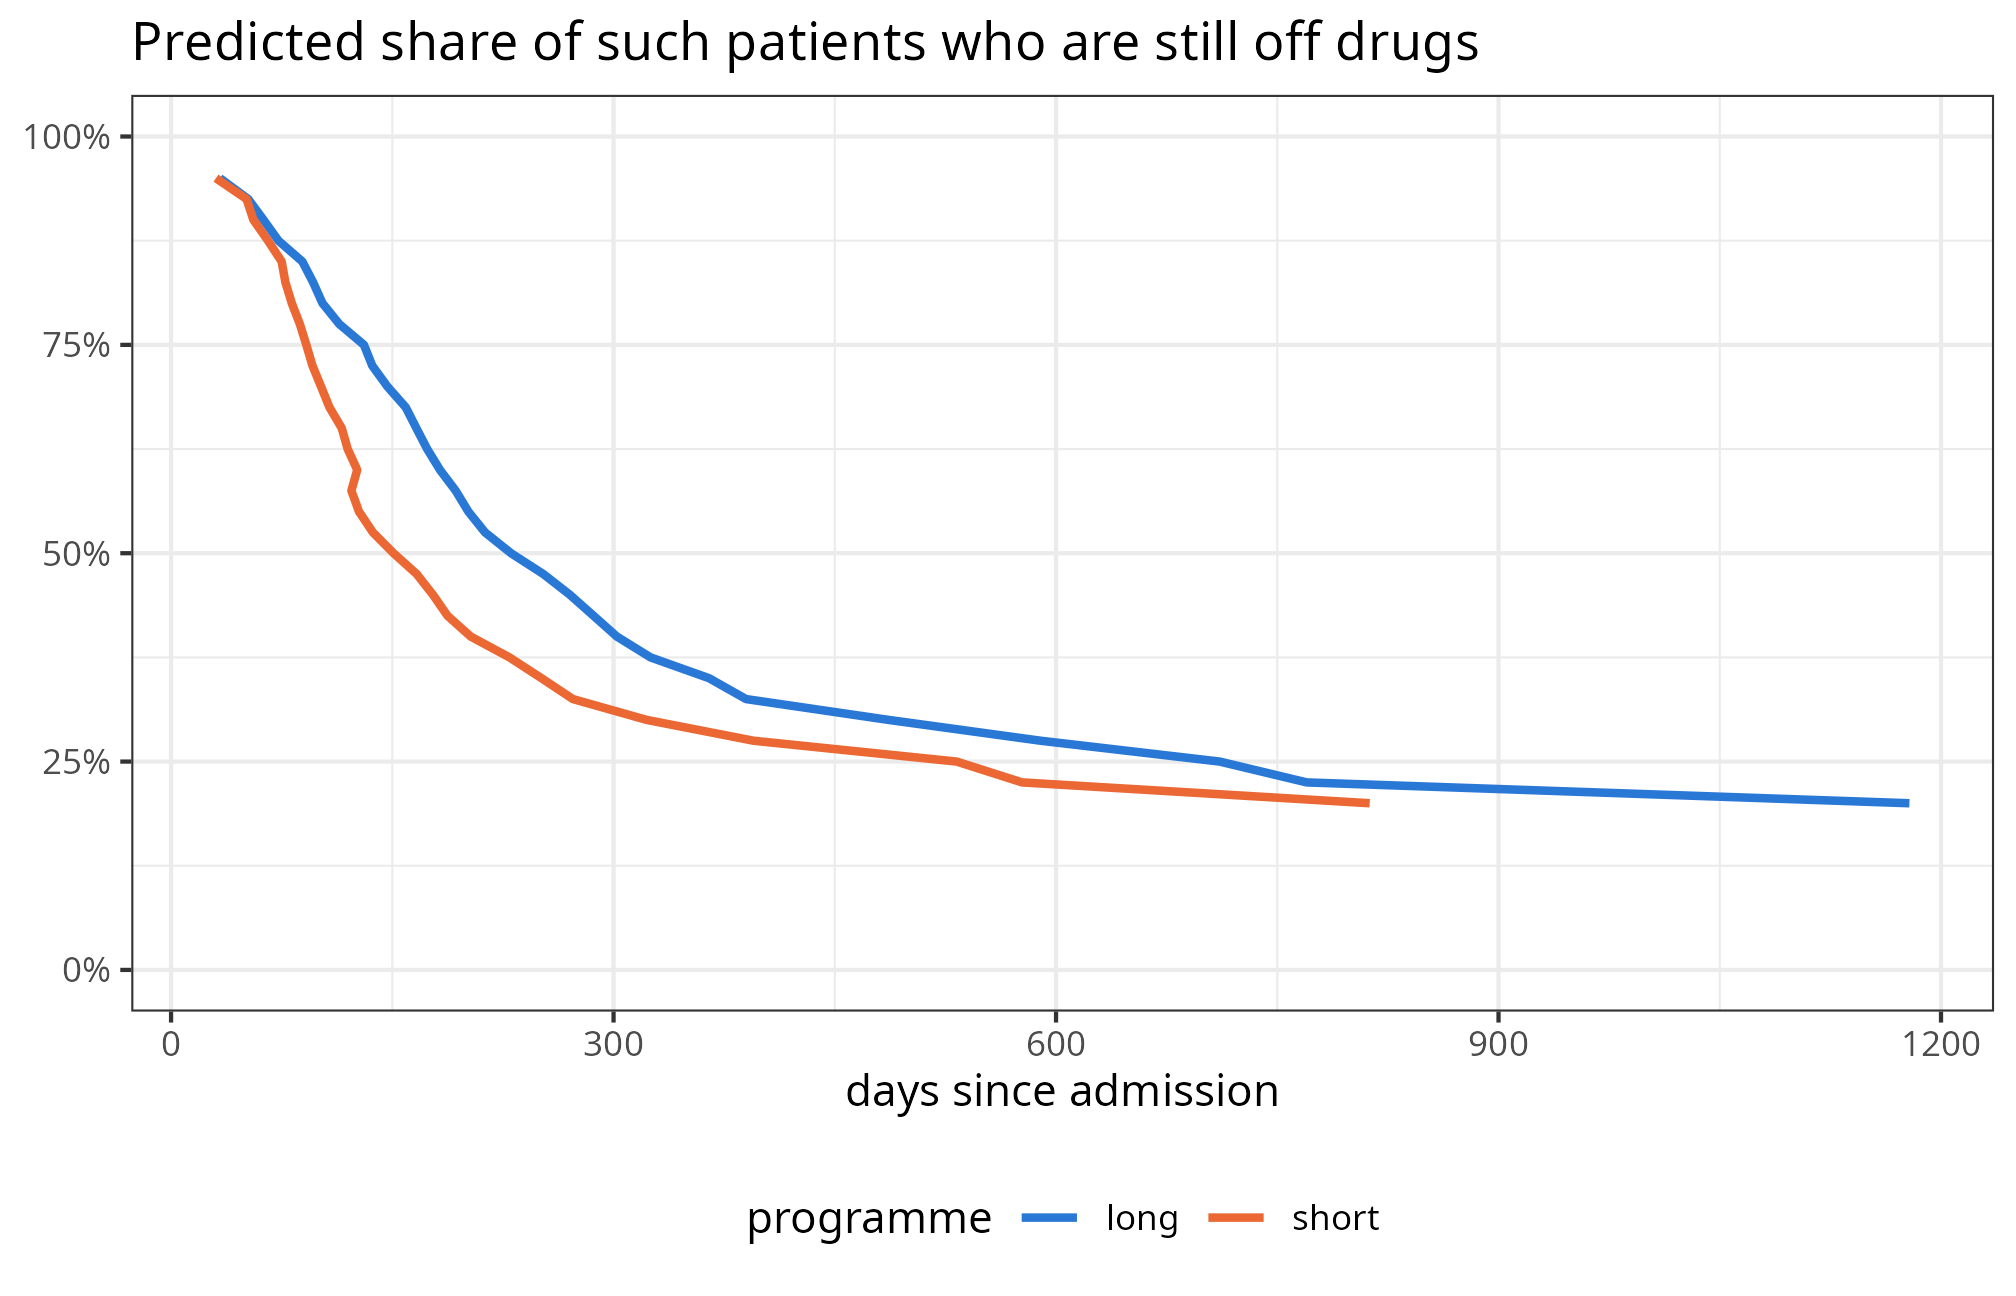 Predicted share of such patients who are still off drugs
100%
75%
50%
25%
0%
0 300 600 900 1200
days since admission
programme long short